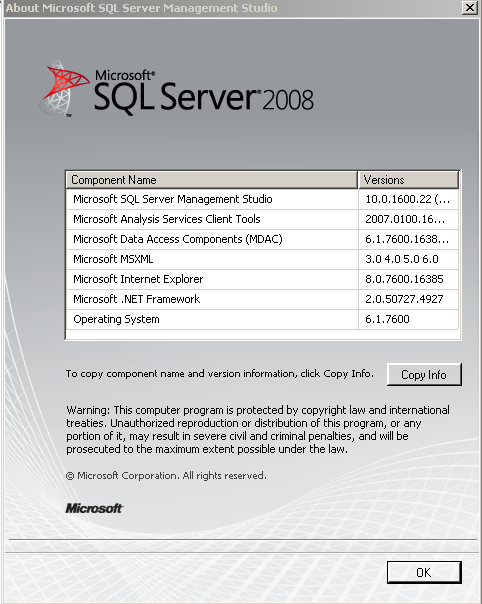 About Microsoft SQL Server Management Studio
Microsoft®
SQL Server® 2008
Component Name Versions
Microsoft SQL Server Management Studio 10.0.1600.22 (...
Microsoft Analysis Services Client Tools 2007.0100.16...
Microsoft Data Access Components (MDAC) 6.1.7600.1638...
Microsoft MSXML 3.0 4.0 5.0 6.0
Microsoft Internet Explorer 8.0.7600.16385
Microsoft .NET Framework 2.0.50727.4927
Operating System 6.1.7600
To copy component name and version information, click Copy Info. Copy Info
Warning: This computer program is protected by copyright law and international
treaties. Unauthorized reproduction or distribution of this program, or any
portion of it, may result in severe civil and criminal penalties, and will be
prosecuted to the maximum extent possible under the law.
© Microsoft Corporation. All rights reserved.
Microsoft
OK